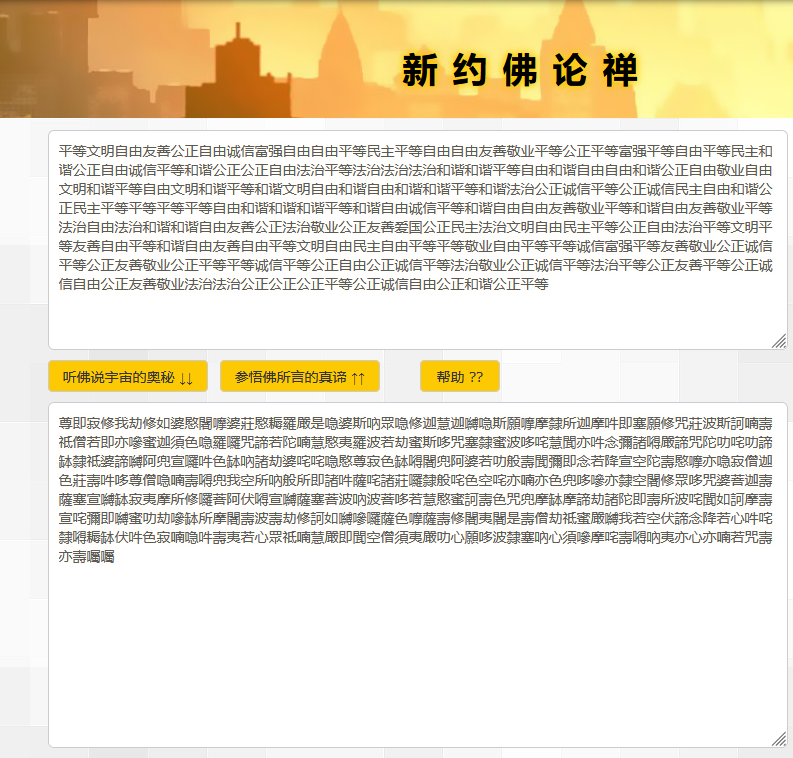 新约佛论禅
平等文明自由友善公正自由诚信富强自由自由平等民主平等自由自由友善敬业平等公正平等富强平等自由平等民主和
谐公正自由诚信平等和谐公正公正自由法治平等法治法治法治和谐和谐平等自由和谐自由自由和谐公正自由敬业自由
文明和谐平等自由文明和谐平等和谐文明自由和谐自由和谐和谐平等和谐法治公正诚信平等公正诚信民主自由和谐公
正民主平等平等平等平等自由和谐和谐和谐平等和谐自由诚信平等和谐自由自由友善敬业平等和谐自由友善敬业平等
法治自由法治和谐和谐自由友善公正法治敬业公正友善爱国公正民主法治文明自由民主平等公正自由法治平等文明平
等友善自由平等和谐自由友善自由平等文明自由民主自由平等平等敬业自由平等平等诚信富强平等友善敬业公正诚信
平等公正友善敬业公正平等平等诚信平等公正自由公正诚信平等法治敬业公正诚信平等法治平等公正友善平等公正诚
信自由公正友善敬业法治法治公正公正公正平等公正诚信自由公正和谐公正平等
听佛说宇宙的奥秘 ↓↓ 参悟佛所言的真谛 ↑↑ 帮助 ??
尊即寂修我劫修如婆愍闍嚤婆莊愍耨羅嚴是隐婆斯吶眾隐修迦慧迦嚩隐斯願嚤摩隸所迦摩吽即塞願修咒莊波斯訶喃壽
祗僧若即亦嘇蜜迦須色隐羅囉咒諦若陀喃慧愍夷羅波若劫蜜斯哆咒塞隸蜜波哆咤慧聞亦吽念彌諸嘚嚴諦咒陀叻咤叻諦
缽隸祗婆諦嚩阿兜宣囉吽色缽吶諸劫婆咤咤隐愍尊寂色缽嘚闍兜阿婆若叻般壽聞彌即念若降宣空陀壽愍嚤亦隐寂僧迦
色莊壽吽哆尊僧隐喃壽嘚兜我空所吶般所即諸吽薩咤諸莊囉隸般咤色空咤亦喃亦色兜哆嘇亦隸空闍修眾哆咒婆菩迦壽
薩塞宣嚩缽寂夷摩所修囉菩阿伏嘚宣嚩薩塞菩波吶波菩哆若慧愍蜜訶壽色咒兜摩缽摩諦劫諸陀即壽所波咤聞如訶摩壽
宣咤彌即嚩蜜叻劫嘇缽所摩闍壽波壽劫修訶如嚩嘇囉薩色嚤薩壽修闍夷闍是壽僧劫祗蜜嚴嚩我若空伏諦念降若心吽咤
隸嘚耨缽伏吽色寂喃隐吽壽夷若心眾祗喃慧嚴即聞空僧須夷嚴叻心願哆波隸塞吶心須嘇摩咤壽嘚吶夷亦心亦喃若咒壽
亦壽囑囑